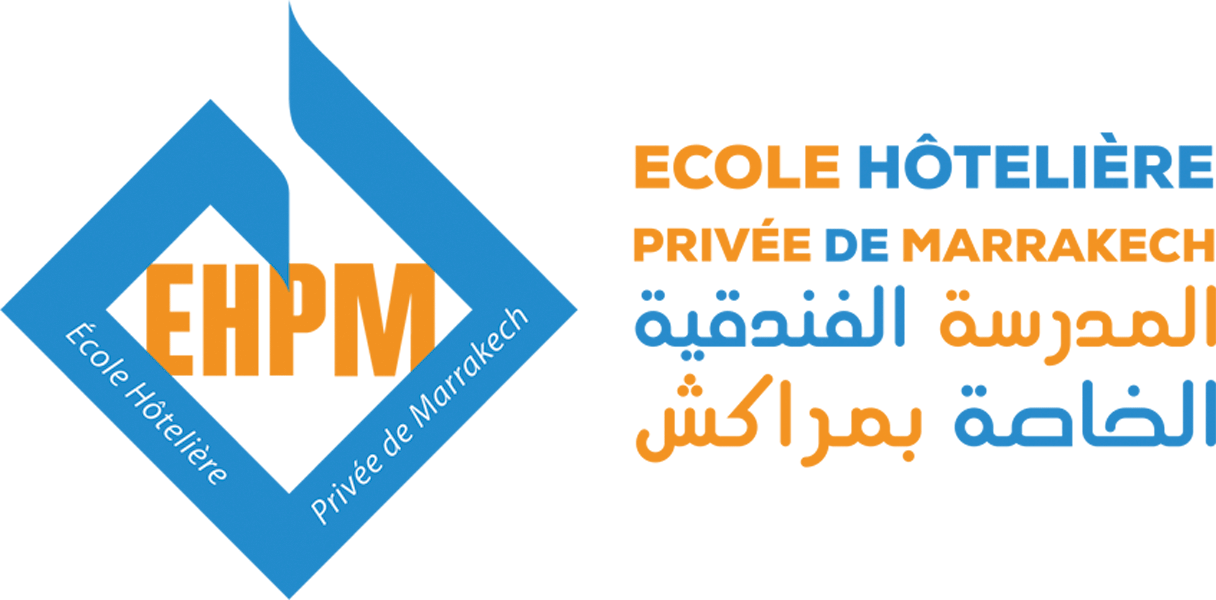 EHPM
École Hôtelière
Privée de Marrakech
ECOLE HÔTELIÈRE
PRIVÉE DE MARRAKECH
المدرسة الفندقية
الخاصة بمراكش